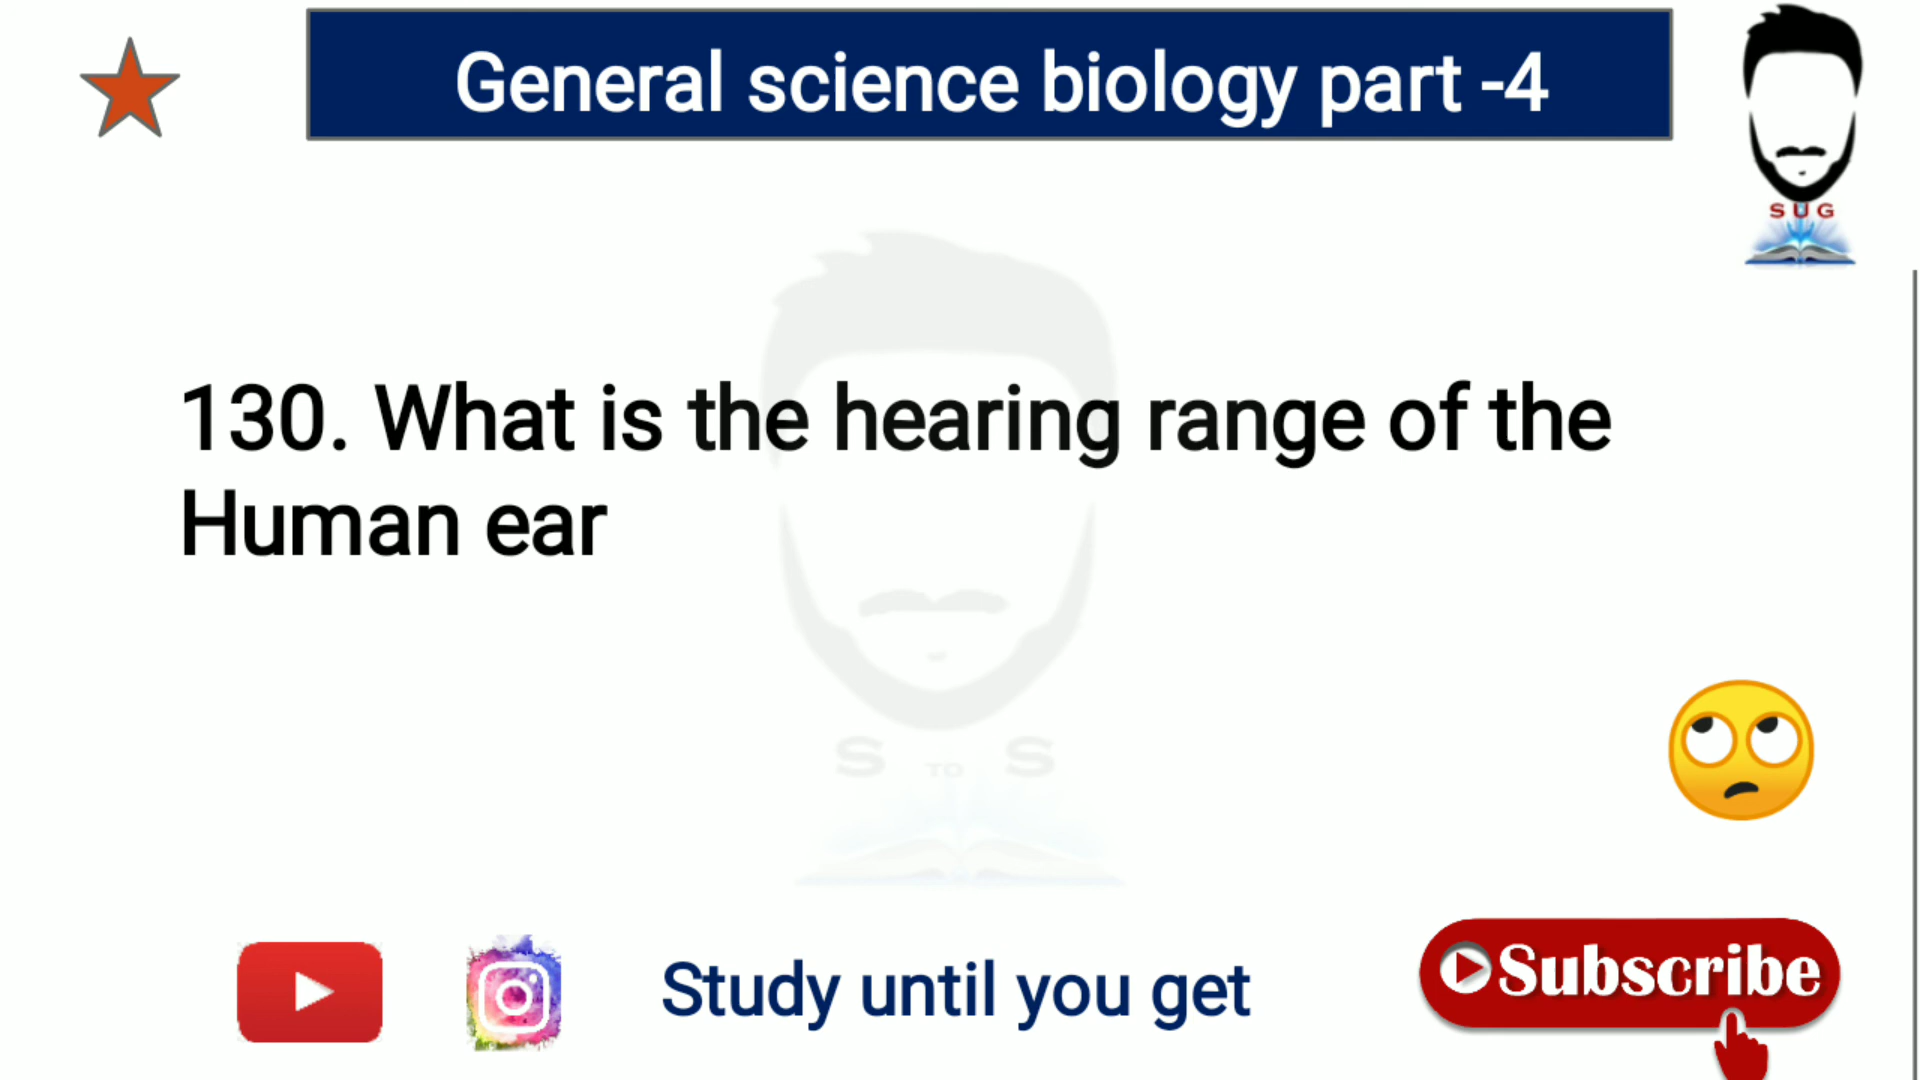 General science biology part -4
SUG
130. What is the hearing range of the
Human ear
S TO S
Study until you get
Subscribe